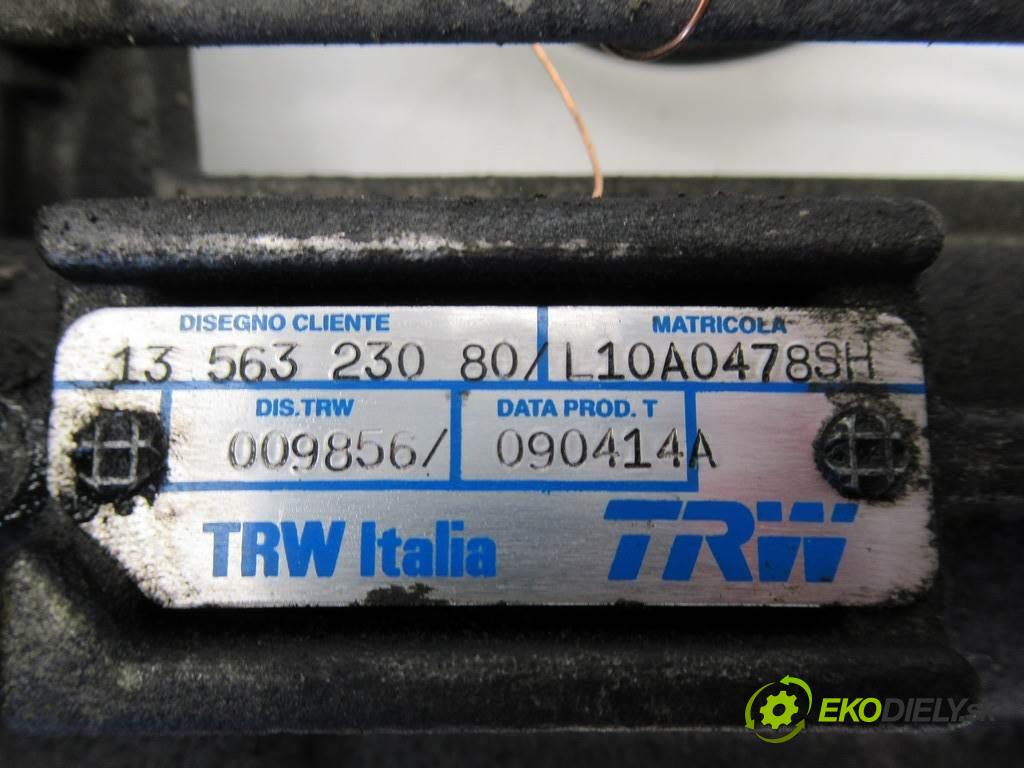 DISEGNO CLIENTE MATRICOLA
13 563 230 80/ L10A0478SH
DIS.TRW DATA PROD. T
009856/ 090414A
TRW Italia TRW
EKODIELY.sk